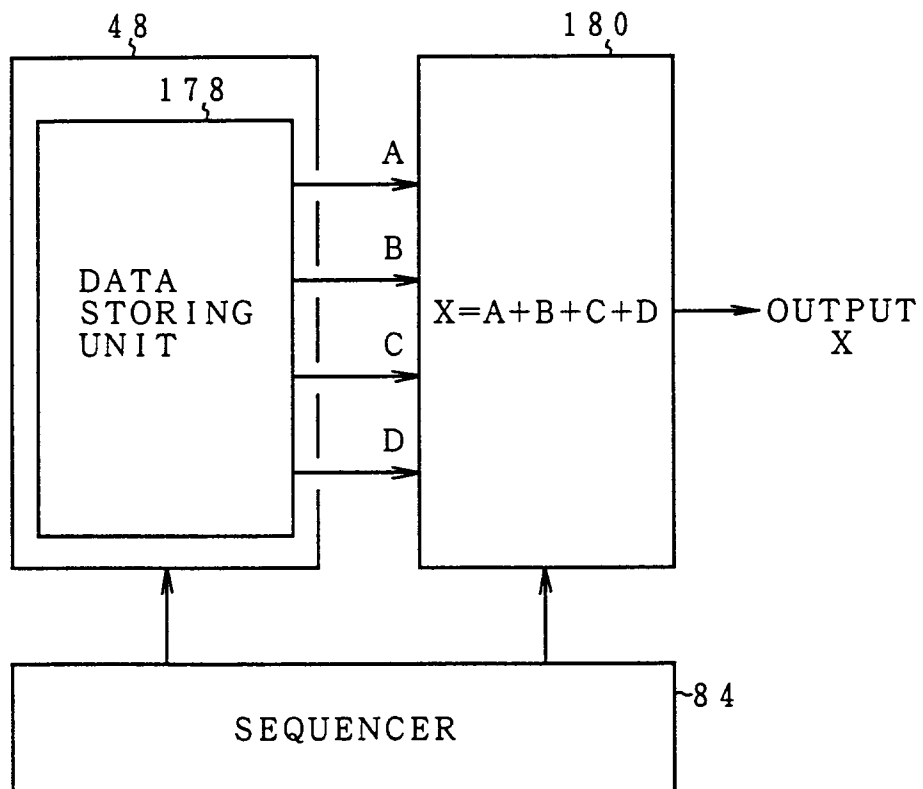 48
180
178
A
B
DATA
STORING
UNIT
X=A+B+C+D
OUTPUT
X
C
D
84
SEQUENCER